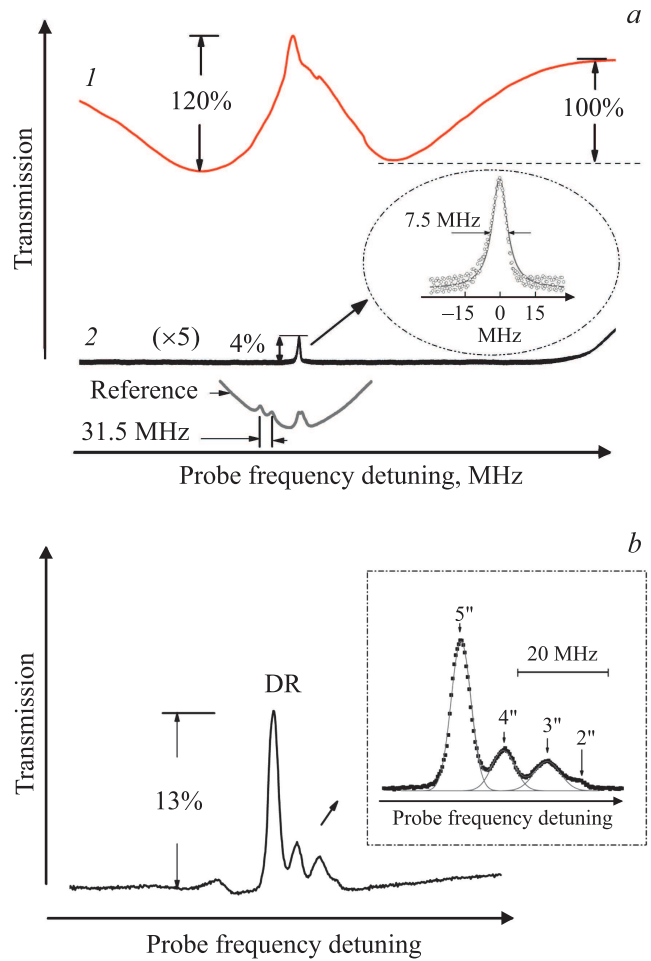 a
1
120%
100%
Transmission
7.5 MHz
–15 0 15
MHz
2 (×5) 4%
Reference
31.5 MHz
Probe frequency detuning, MHz
b
Transmission
DR
13%
5"
20 MHz
4"
3"
2"
Probe frequency detuning
Probe frequency detuning